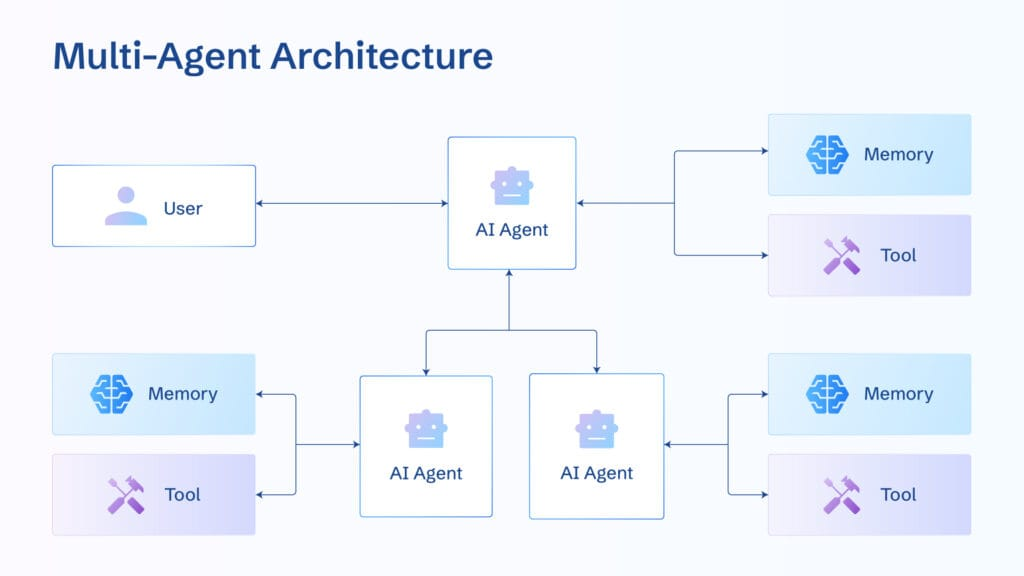 Multi-Agent Architecture
Memory
User
AI Agent
Tool
Memory
Memory
AI Agent
AI Agent
Tool
Tool